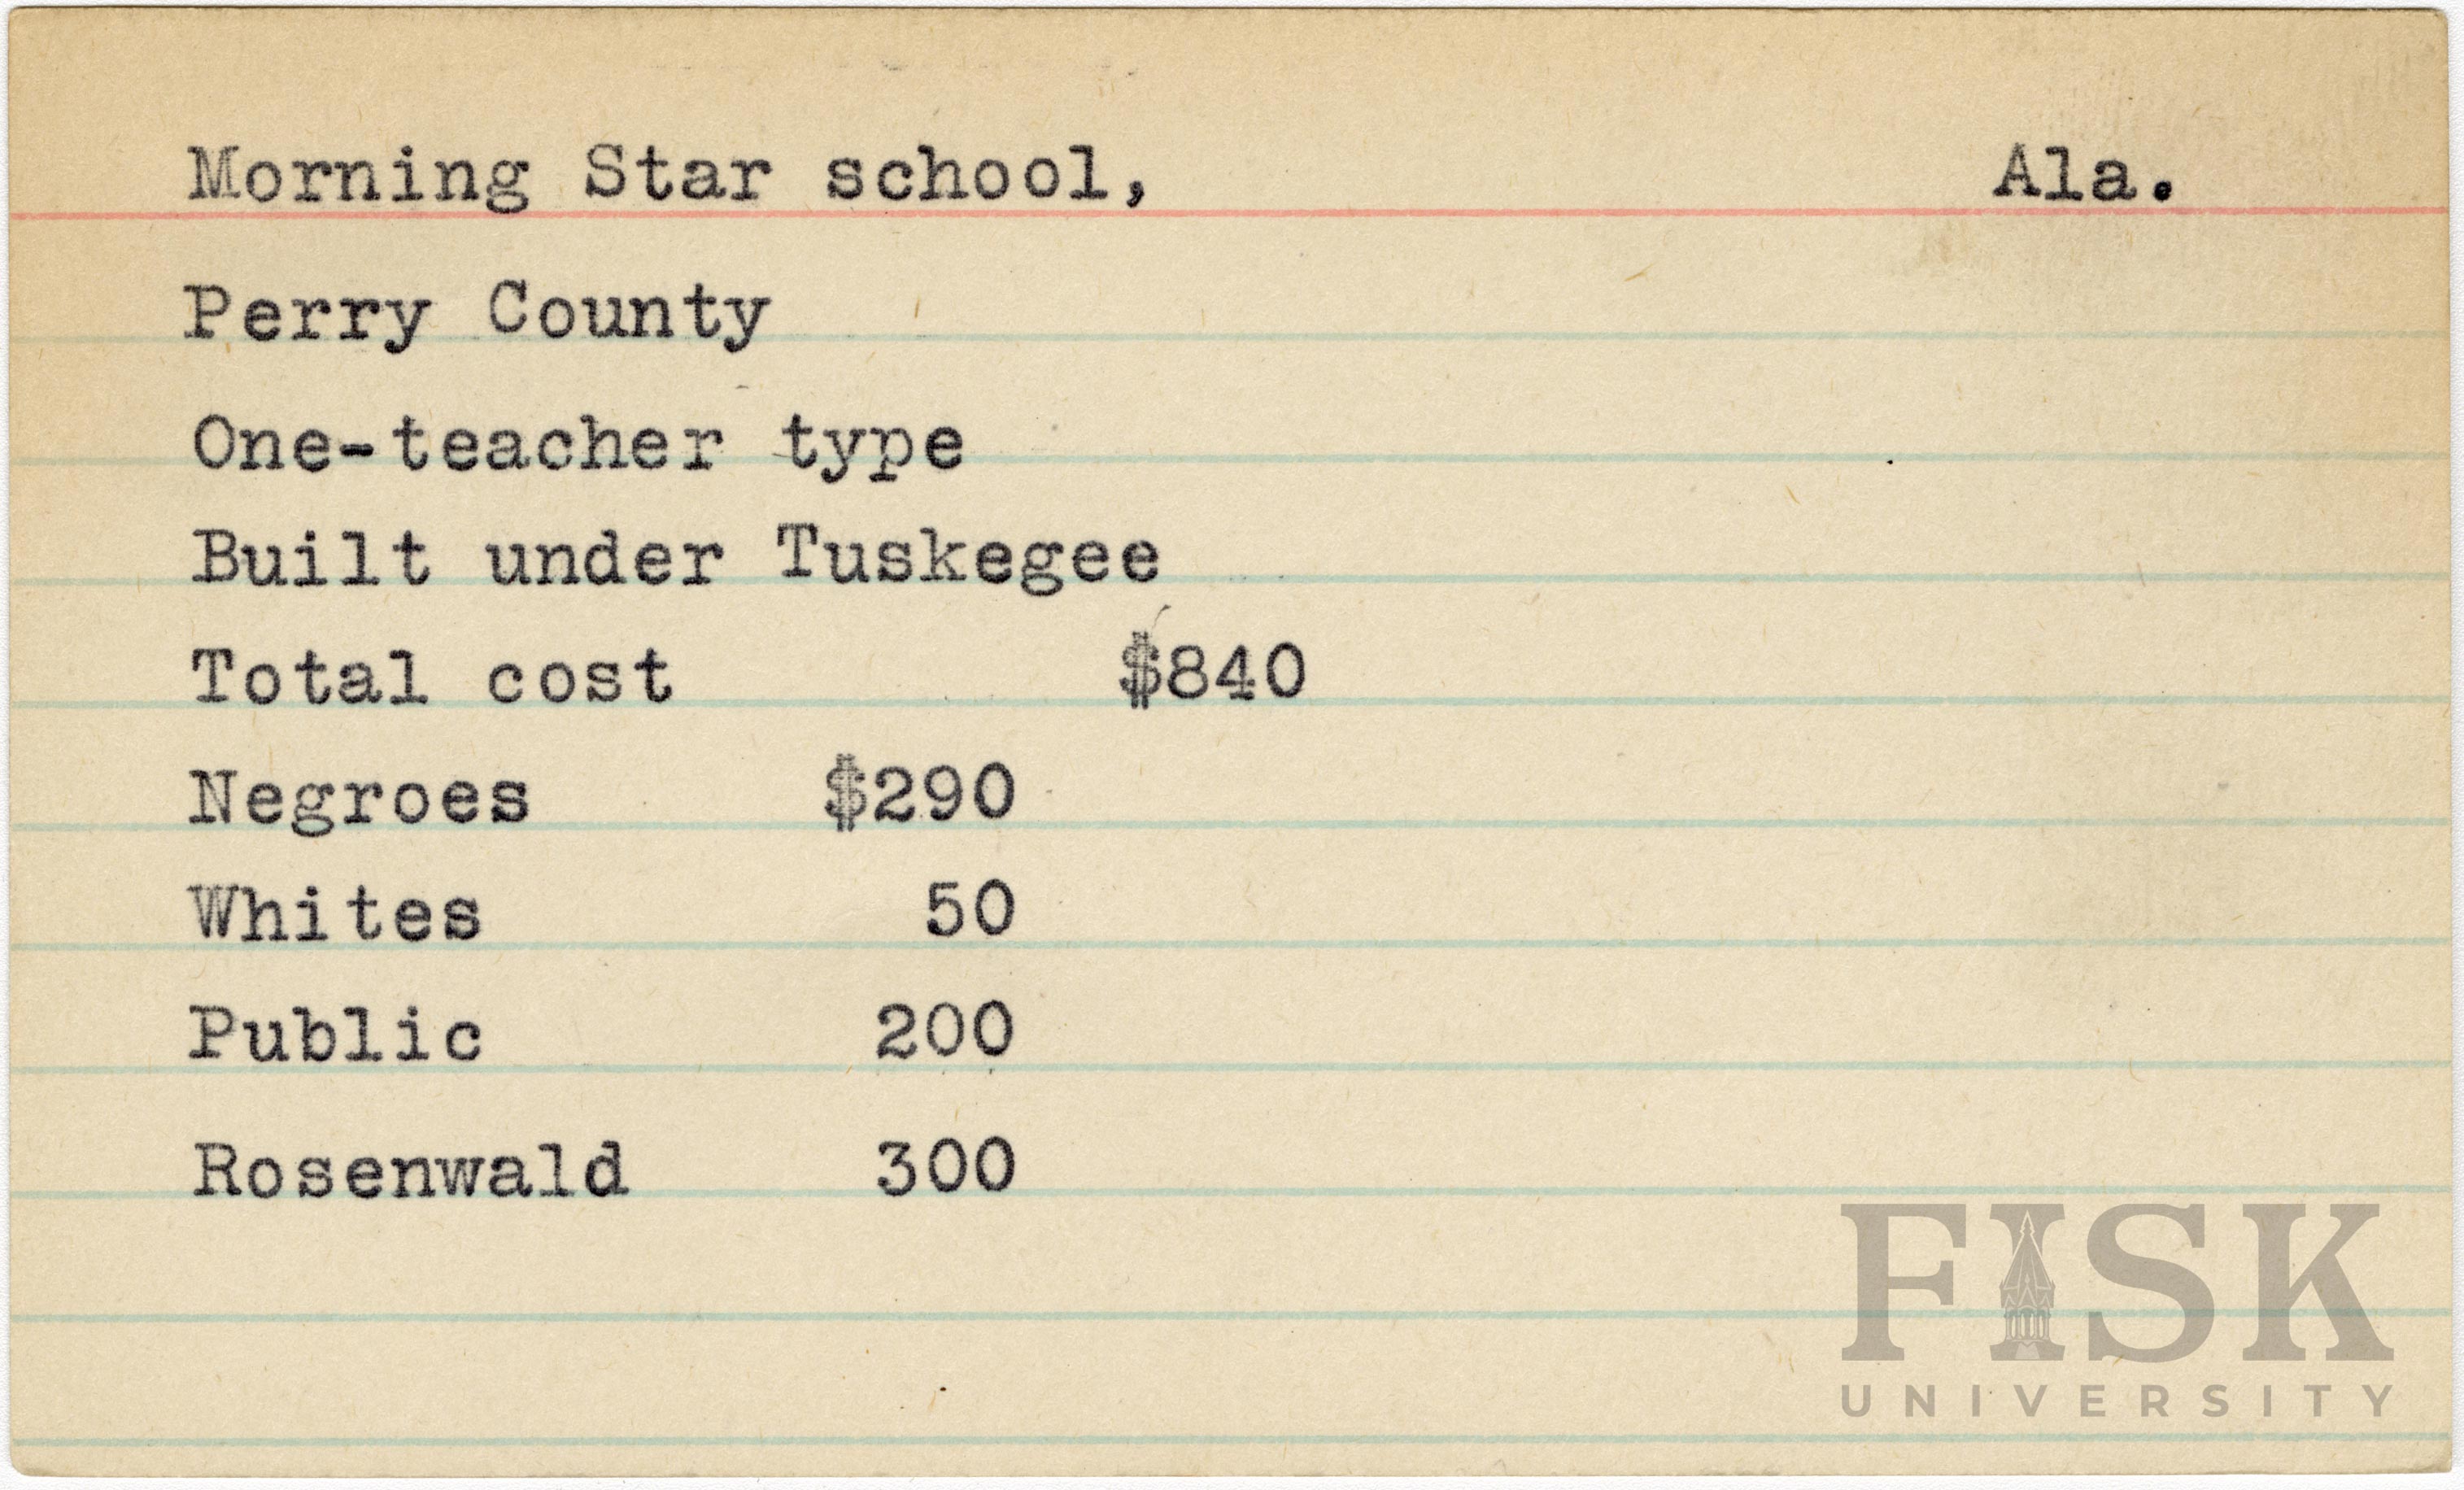 Morning Star school, Ala.
Perry County
One-teacher type
Built under Tuskegee
Total cost $840
Negroes $290
Whites 50
Public 200
Rosenwald 300
FISK
UNIVERSITY